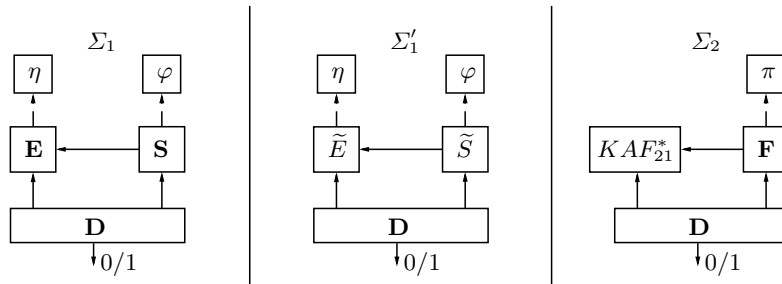 Σ₁ Σ′₁ Σ₂
η φ η φ π
E S Ẽ S̃ KAF*₂₁ F
D D D
0/1 0/1 0/1